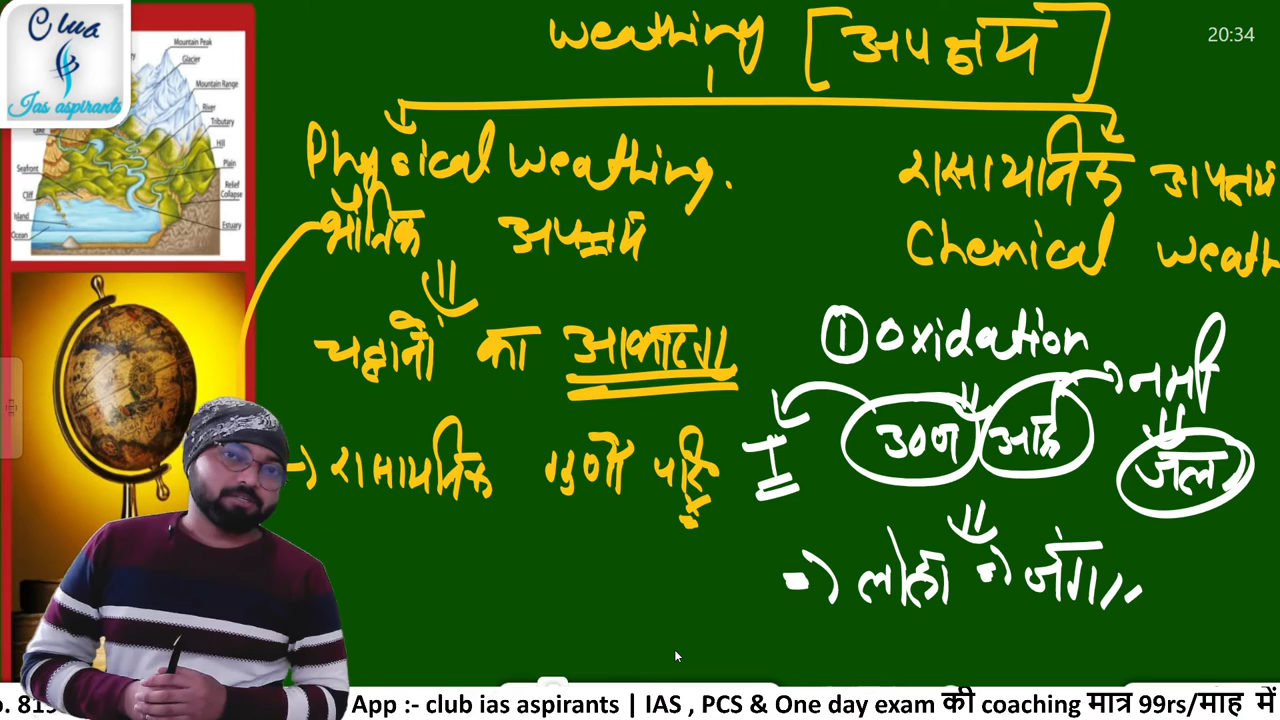 Clua
Ias aspirants
Mountain Peak
Glacier
Mountain Range
River
Tributary
Hill
Plain
Relief
Collapse
Estuary
Lake
Seafront
Cliff
Island
Ocean
20:34
weathing [अपक्षय]
Physical weathing.
भौतिक अपक्षय
चट्टानों का आकार
→ रासायनिक गुणों परि
रासायनिक अपक्षय
Chemical weath
① Oxidation
उष्ण आर्द्र
नमी
जल
⇒ लोहा ⇒ जंग
App :- club ias aspirants | IAS , PCS & One day exam की coaching मात्र 99rs/माह में